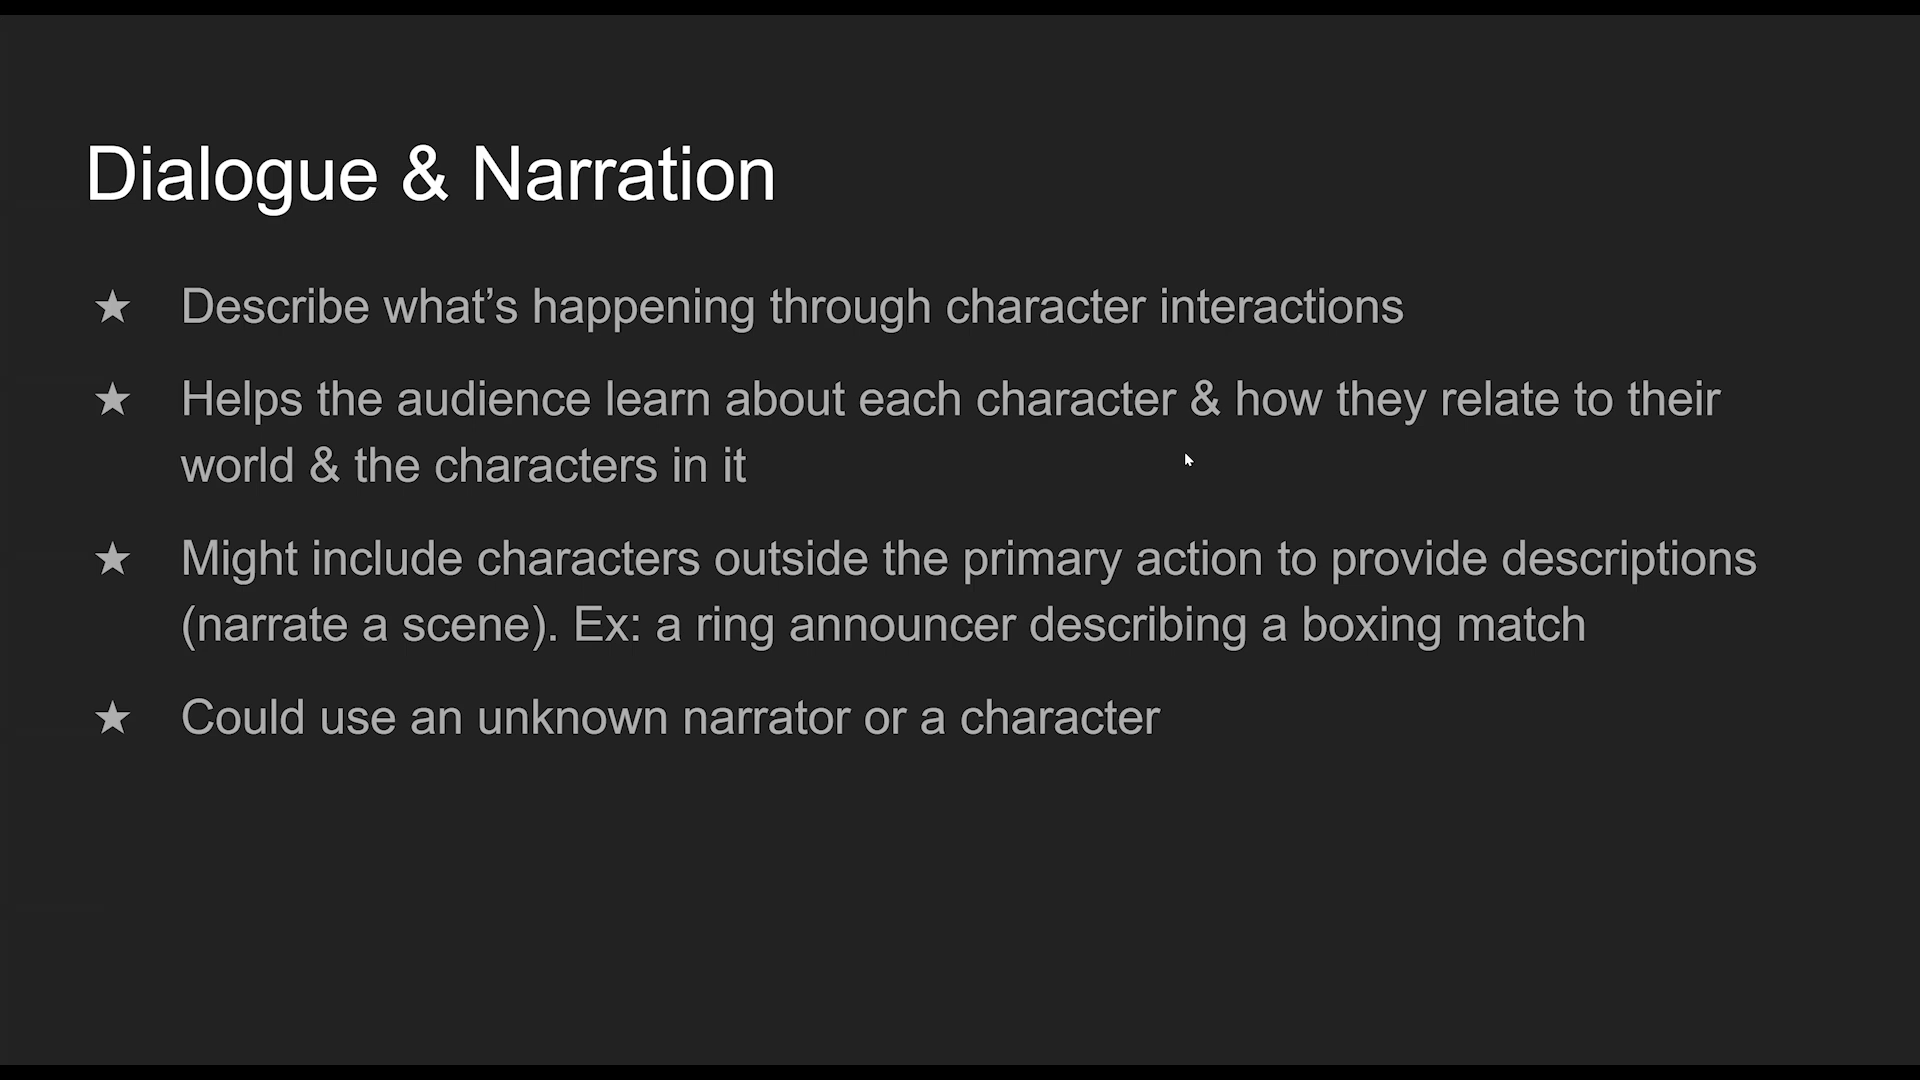 Dialogue & Narration
★ Describe what’s happening through character interactions
★ Helps the audience learn about each character & how they relate to their
world & the characters in it
★ Might include characters outside the primary action to provide descriptions
(narrate a scene). Ex: a ring announcer describing a boxing match
★ Could use an unknown narrator or a character